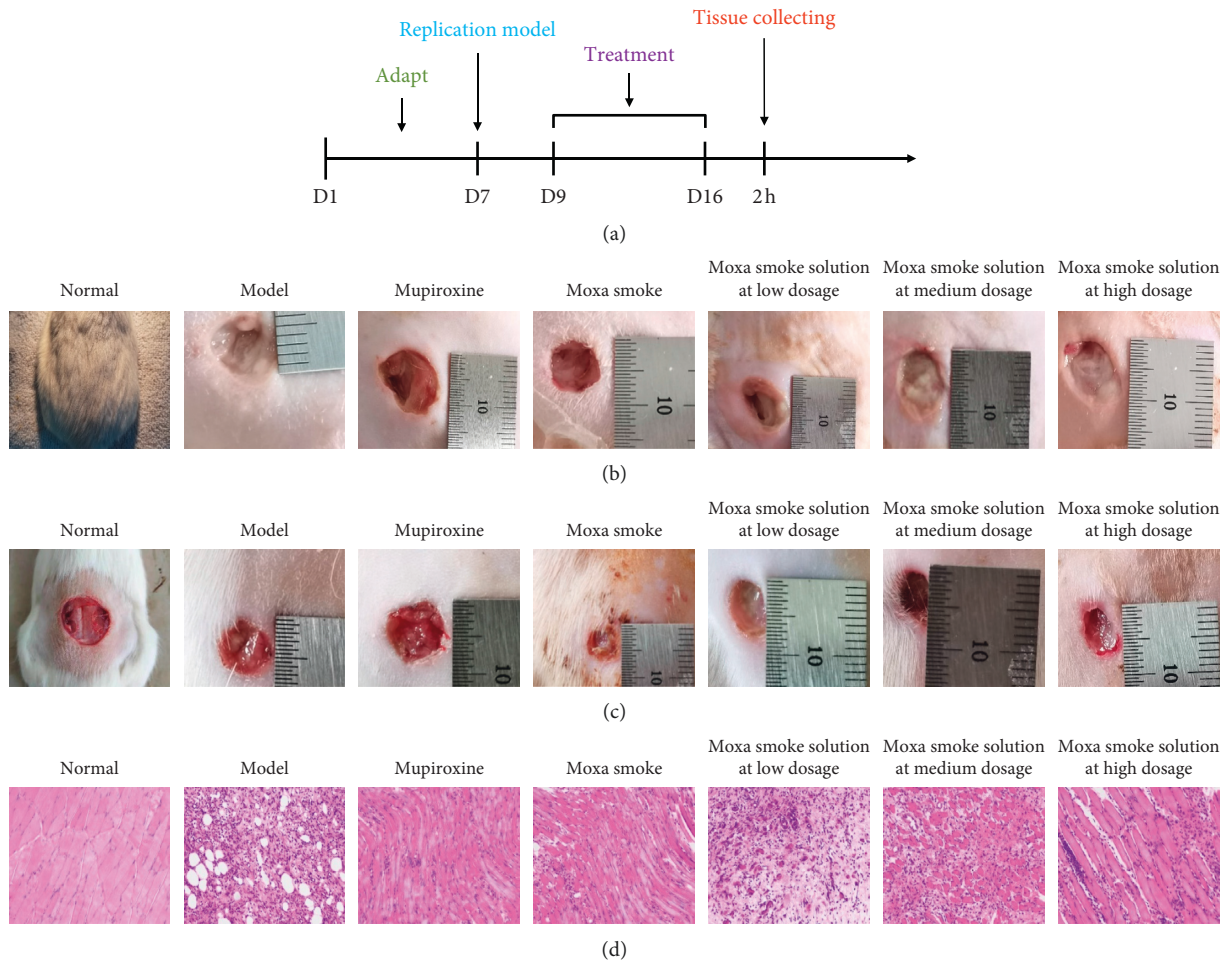 Tissue collecting
Replication model
Treatment
Adapt
D1 D7 D9 D16 2h
(a)
Normal Model Mupiroxine Moxa smoke Moxa smoke solution at low dosage Moxa smoke solution at medium dosage Moxa smoke solution at high dosage
10 10 10 10 10
(b)
Normal Model Mupiroxine Moxa smoke Moxa smoke solution at low dosage Moxa smoke solution at medium dosage Moxa smoke solution at high dosage
10 10 10 10 10
(c)
Normal Model Mupiroxine Moxa smoke Moxa smoke solution at low dosage Moxa smoke solution at medium dosage Moxa smoke solution at high dosage
(d)